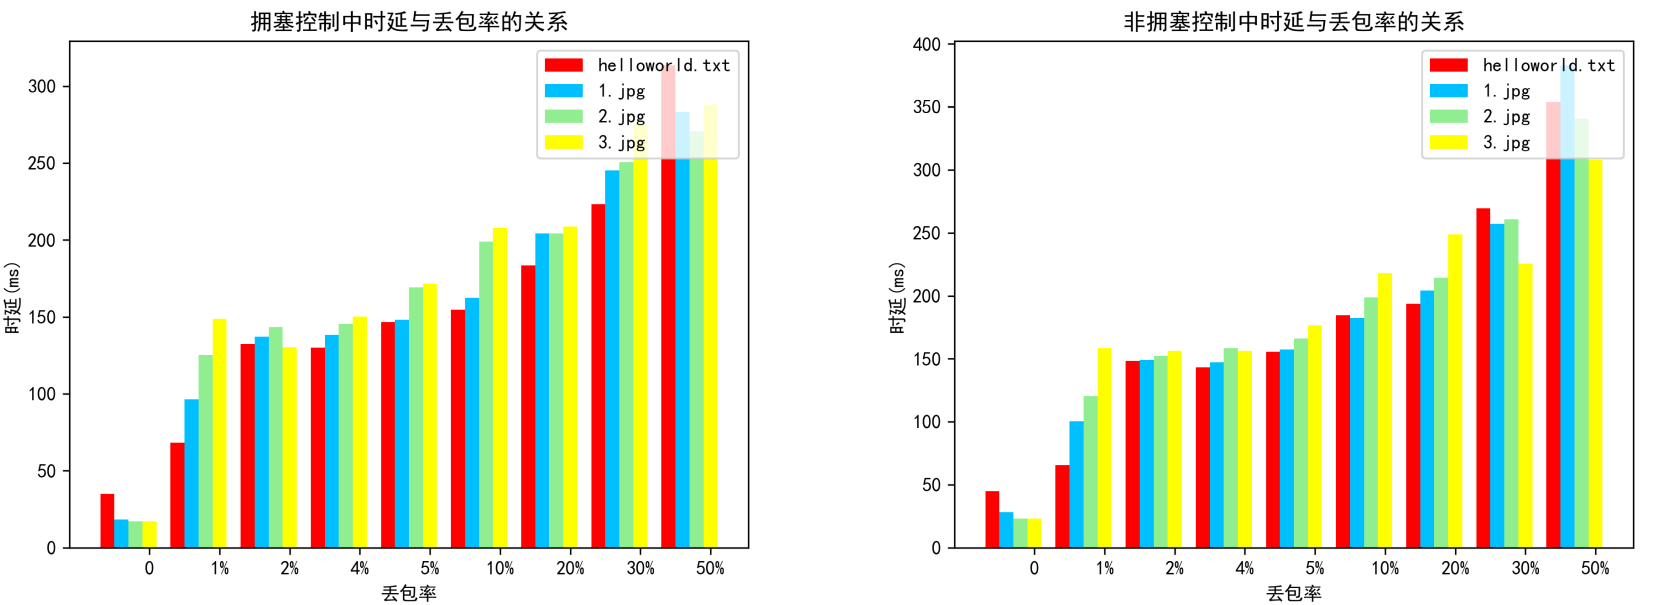 拥塞控制中时延与丢包率的关系
helloworld.txt
1.jpg
2.jpg
3.jpg
300
250
200
150
100
50
0
时延(ms)
0 1% 2% 4% 5% 10% 20% 30% 50%
丢包率
非拥塞控制中时延与丢包率的关系
helloworld.txt
1.jpg
2.jpg
3.jpg
400
350
300
250
200
150
100
50
0
时延(ms)
0 1% 2% 4% 5% 10% 20% 30% 50%
丢包率